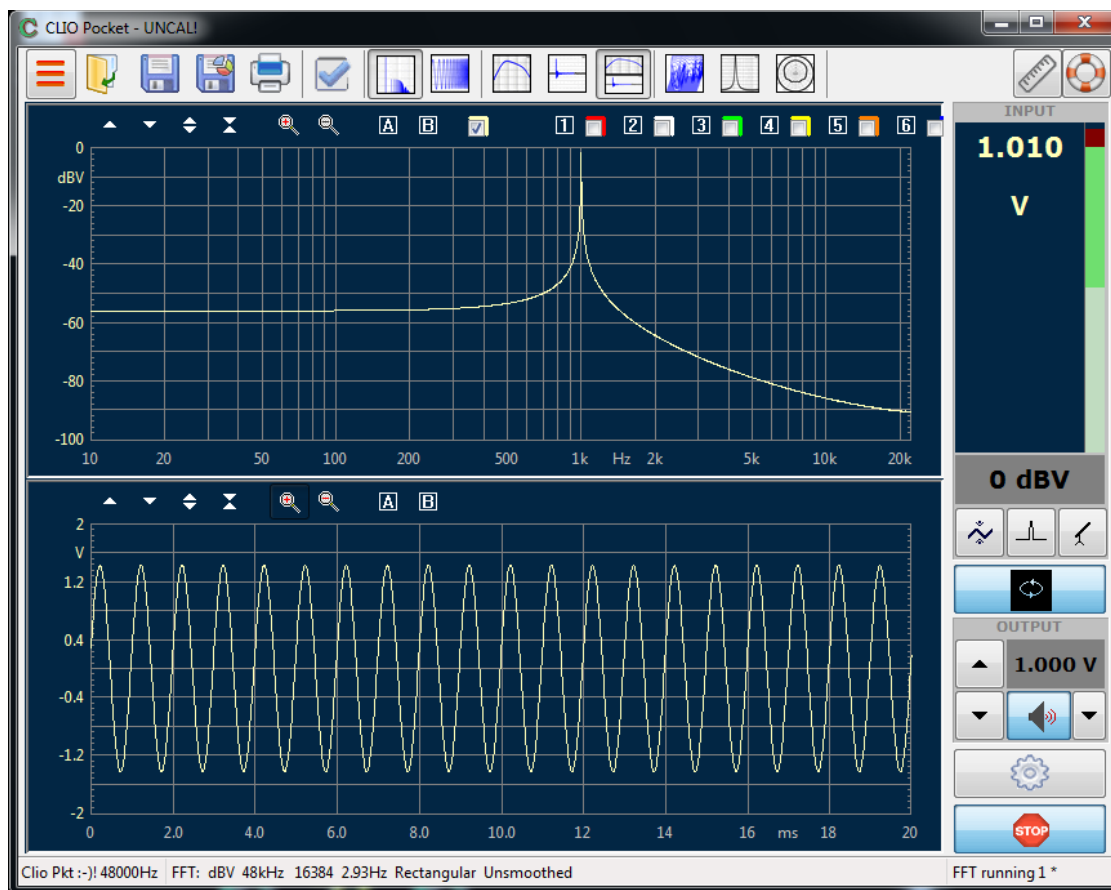 CLIO Pocket - UNCAL!
A B 1 2 3 4 5 6
0
dBV
-20
-40
-60
-80
-100
10 20 50 100 200 500 1k Hz 2k 5k 10k 20k
A B
2
V
1.2
0.4
-0.4
-1.2
-2
0 2.0 4.0 6.0 8.0 10.0 12 14 16 ms 18 20
INPUT
1.010
V
0 dBV
OUTPUT
1.000 V
STOP
Clio Pkt :-)! 48000Hz FFT: dBV 48kHz 16384 2.93Hz Rectangular Unsmoothed FFT running 1 *